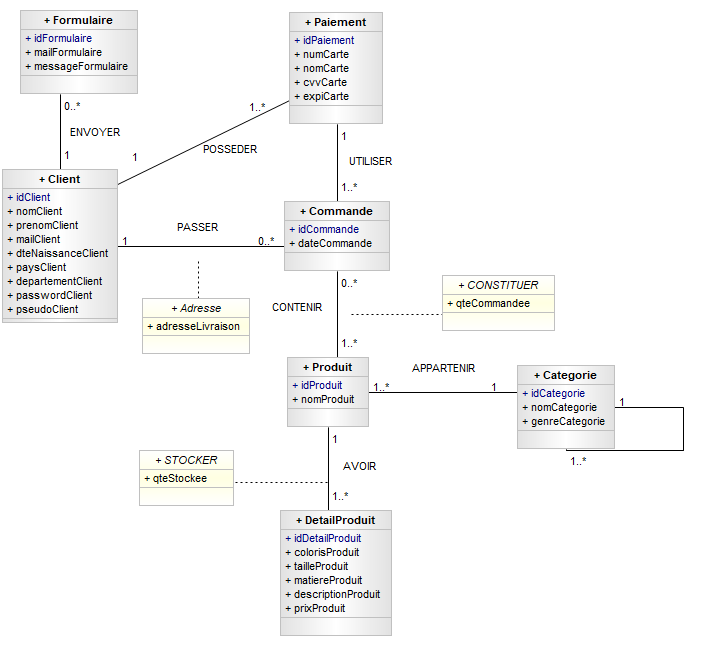 + Formulaire
+ idFormulaire
+ mailFormulaire
+ messageFormulaire
+ Paiement
+ idPaiement
+ numCarte
+ nomCarte
+ cvvCarte
+ expiCarte
0..*
ENVOYER
1
1..*
POSSEDER
1
1
UTILISER
1..*
+ Client
+ idClient
+ nomClient
+ prenomClient
+ mailClient
+ dteNaissanceClient
+ paysClient
+ departementClient
+ passwordClient
+ pseudoClient
PASSER
1
0..*
+ Commande
+ idCommande
+ dateCommande
+ Adresse
+ adresseLivraison
0..*
CONTENIR
1..*
+ CONSTITUER
+ qteCommandee
+ Produit
+ idProduit
+ nomProduit
APPARTENIR
1..*
1
+ Categorie
+ idCategorie
+ nomCategorie
+ genreCategorie
1
1..*
1
AVOIR
1..*
+ STOCKER
+ qteStockee
+ DetailProduit
+ idDetailProduit
+ colorisProduit
+ tailleProduit
+ matiereProduit
+ descriptionProduit
+ prixProduit